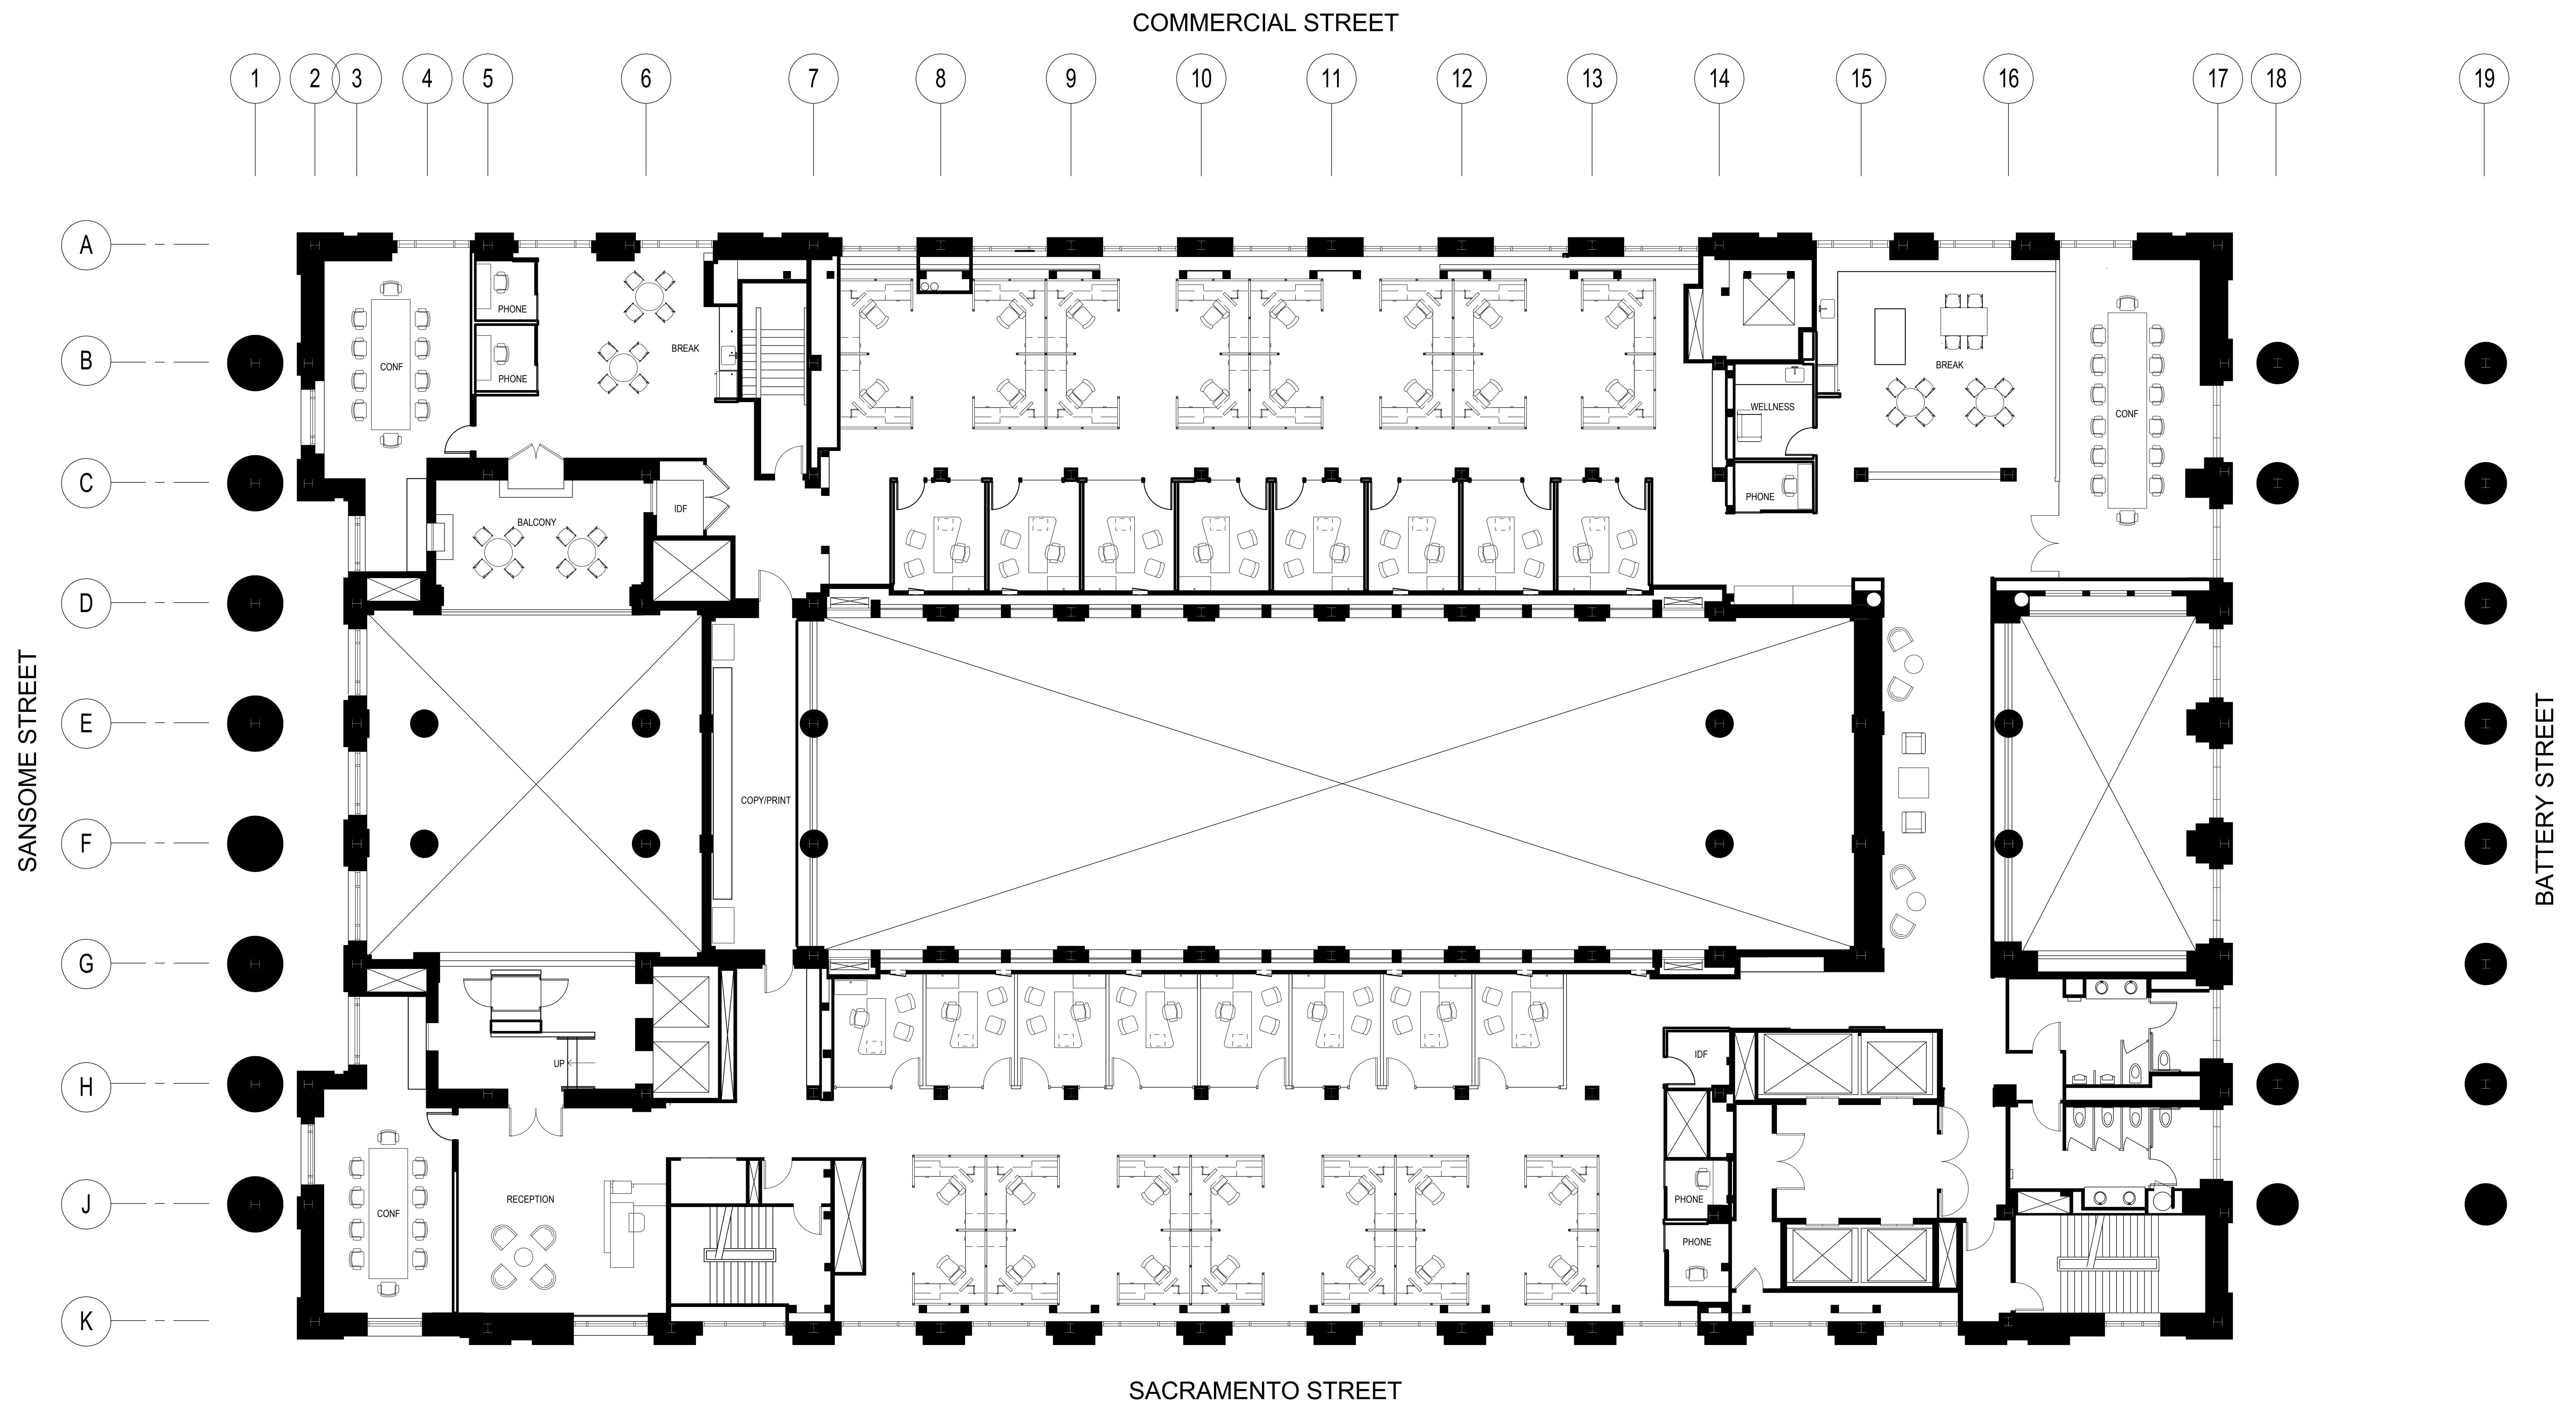 COMMERCIAL STREET
1 2 3 4 5 6 7 8 9 10 11 12 13 14 15 16 17 18 19
A
PHONE
B
BREAK
CONF
BREAK
PHONE
WELLNESS
CONF
C
PHONE
IDF
BALCONY
D
SANSOME STREET
E
BATTERY STREET
COPY/PRINT
F
G
IDF
UP
H
PHONE
RECEPTION
J
CONF
PHONE
K
SACRAMENTO STREET